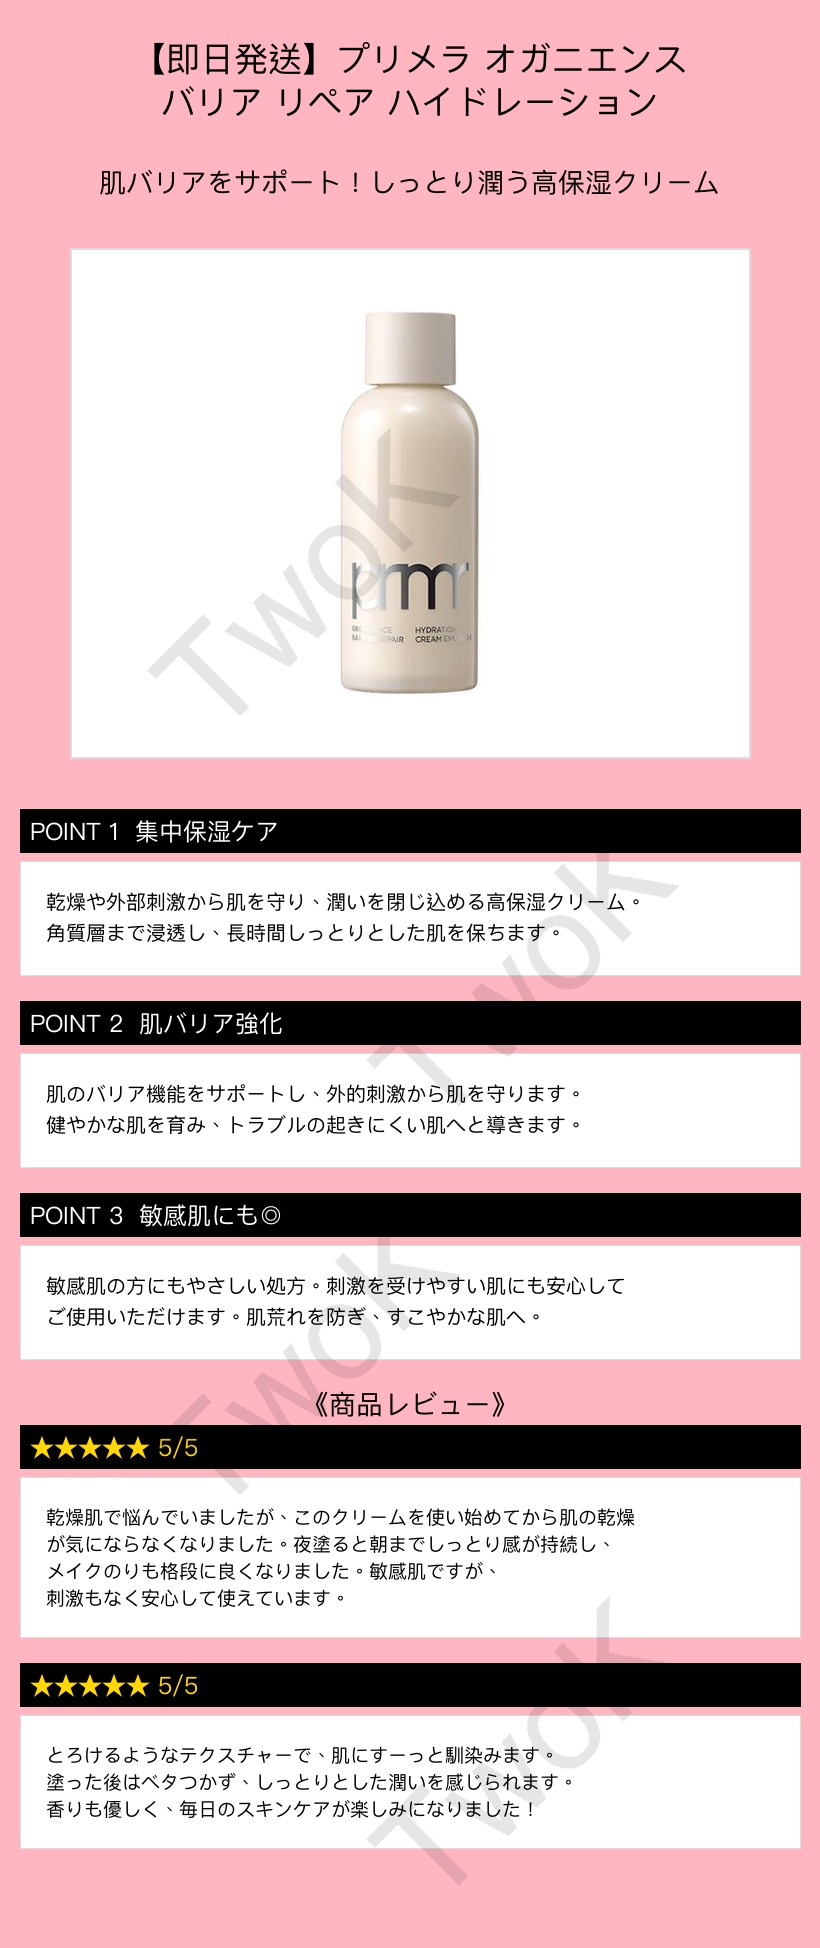 【即日発送】プリメラ オガニエンス
バリア リペア ハイドレーション
肌バリアをサポート！しっとり潤う高保湿クリーム
prmr
HYDRATION
CREAM EMULSION
POINT 1 集中保湿ケア
乾燥や外部刺激から肌を守り、潤いを閉じ込める高保湿クリーム。
角質層まで浸透し、長時間しっとりとした肌を保ちます。
POINT 2 肌バリア強化
肌のバリア機能をサポートし、外的刺激から肌を守ります。
健やかな肌を育み、トラブルの起きにくい肌へと導きます。
POINT 3 敏感肌にも◎
敏感肌の方にもやさしい処方。刺激を受けやすい肌にも安心して
ご使用いただけます。肌荒れを防ぎ、すこやかな肌へ。
《商品レビュー》
★★★★★ 5/5
乾燥肌で悩んでいましたが、このクリームを使い始めてから肌の乾燥
が気にならなくなりました。夜塗ると朝までしっとり感が持続し、
メイクのりも格段に良くなりました。敏感肌ですが、
刺激もなく安心して使えています。
★★★★★ 5/5
とろけるようなテクスチャーで、肌にすーっと馴染みます。
塗った後はベタつかず、しっとりとした潤いを感じられます。
香りも優しく、毎日のスキンケアが楽しみになりました！
TwoK
TwoK
TwoK
TwoK